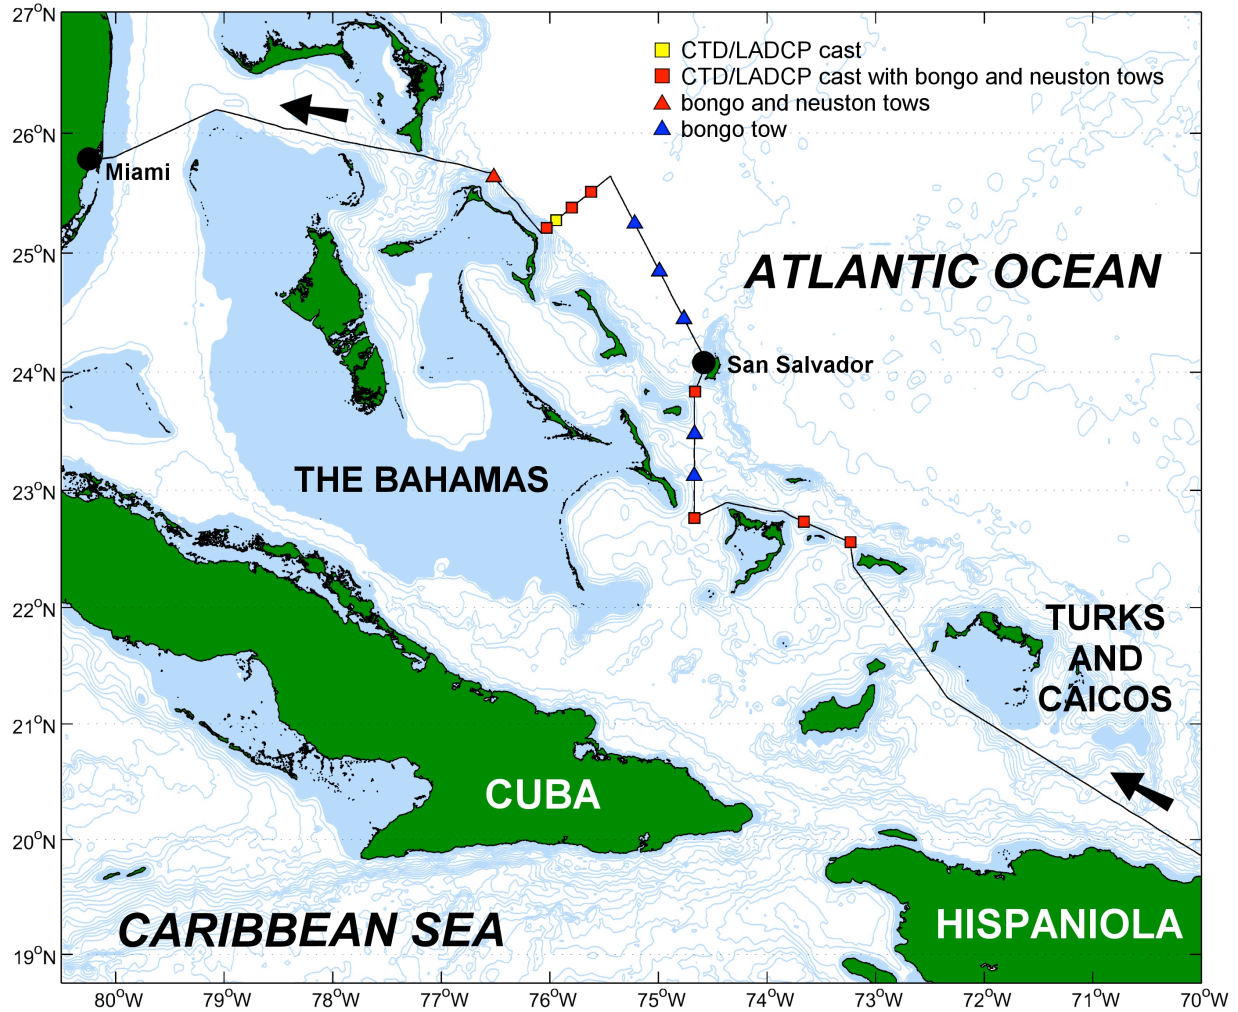 27°N
26°N
25°N
24°N
23°N
22°N
21°N
20°N
19°N
CTD/LADCP cast
CTD/LADCP cast with bongo and neuston tows
bongo and neuston tows
bongo tow
Miami
ATLANTIC OCEAN
San Salvador
THE BAHAMAS
TURKS
AND
CAICOS
CUBA
CARIBBEAN SEA
HISPANIOLA
80°W
79°W
78°W
77°W
76°W
75°W
74°W
73°W
72°W
71°W
70°W